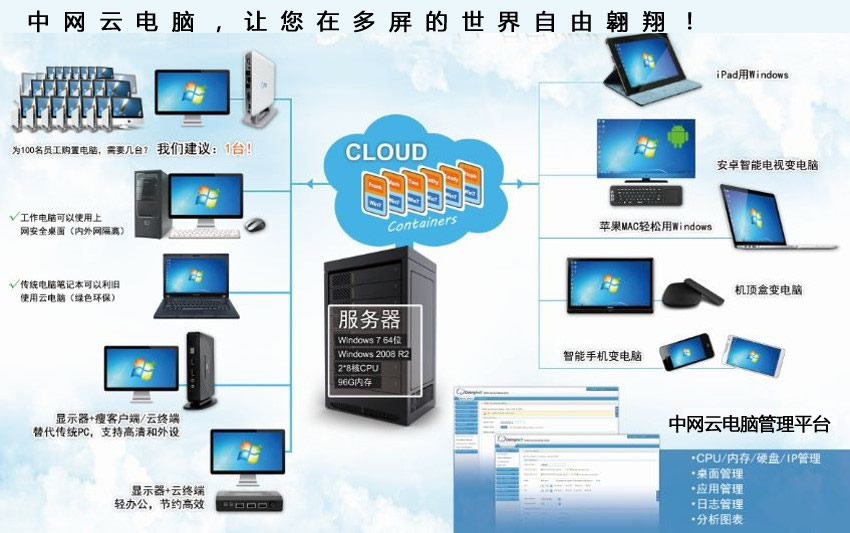 中网云电脑，让您在多屏的世界自由翱翔！
为100名员工购置电脑，需要几台？ 我们建议：1台！
✓工作电脑可以使用上
网安全桌面（内外网隔离）
✓传统电脑笔记本可以利旧
使用云电脑（绿色环保）
显示器+瘦客户端/云终端
替代传统PC，支持高清和外设
显示器+云终端
轻办公，节约高效
CLOUD
Win7 Win7 Win7 Win7 Win7 Win7
Containers
服务器
Windows 7 64位
Windows 2008 R2
2*8核CPU
96G内存
iPad用Windows
安卓智能电视变电脑
苹果MAC轻松用Windows
机顶盒变电脑
智能手机变电脑
中网云电脑管理平台
•CPU/内存/硬盘/IP管理
•桌面管理
•应用管理
•日志管理
•分析图表